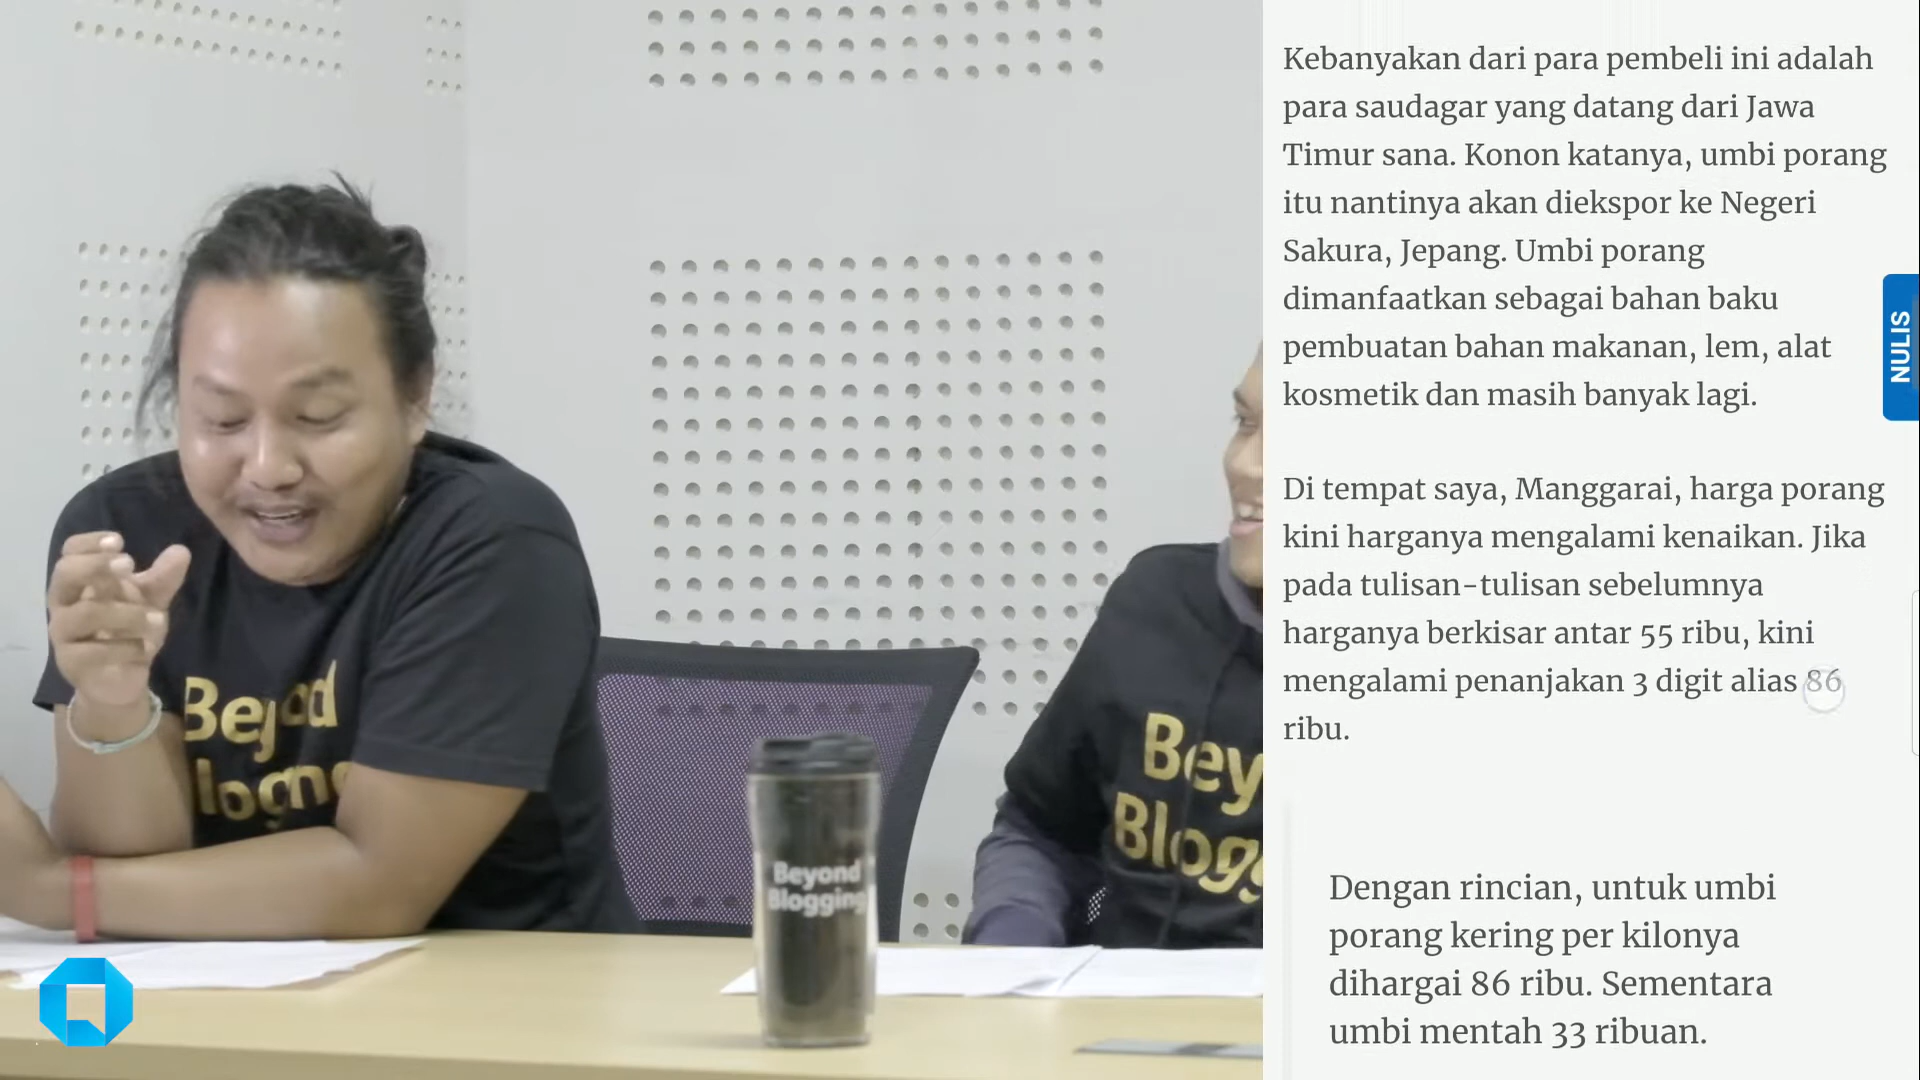 Kebanyakan dari para pembeli ini adalah
para saudagar yang datang dari Jawa
Timur sana. Konon katanya, umbi porang
itu nantinya akan diekspor ke Negeri
Sakura, Jepang. Umbi porang
dimanfaatkan sebagai bahan baku
pembuatan bahan makanan, lem, alat
kosmetik dan masih banyak lagi.
NULIS
Di tempat saya, Manggarai, harga porang
kini harganya mengalami kenaikan. Jika
pada tulisan-tulisan sebelumnya
harganya berkisar antar 55 ribu, kini
mengalami penanjakan 3 digit alias 86
ribu.
Dengan rincian, untuk umbi
porang kering per kilonya
dihargai 86 ribu. Sementara
umbi mentah 33 ribuan.
Beyond
Beyond
Blogging